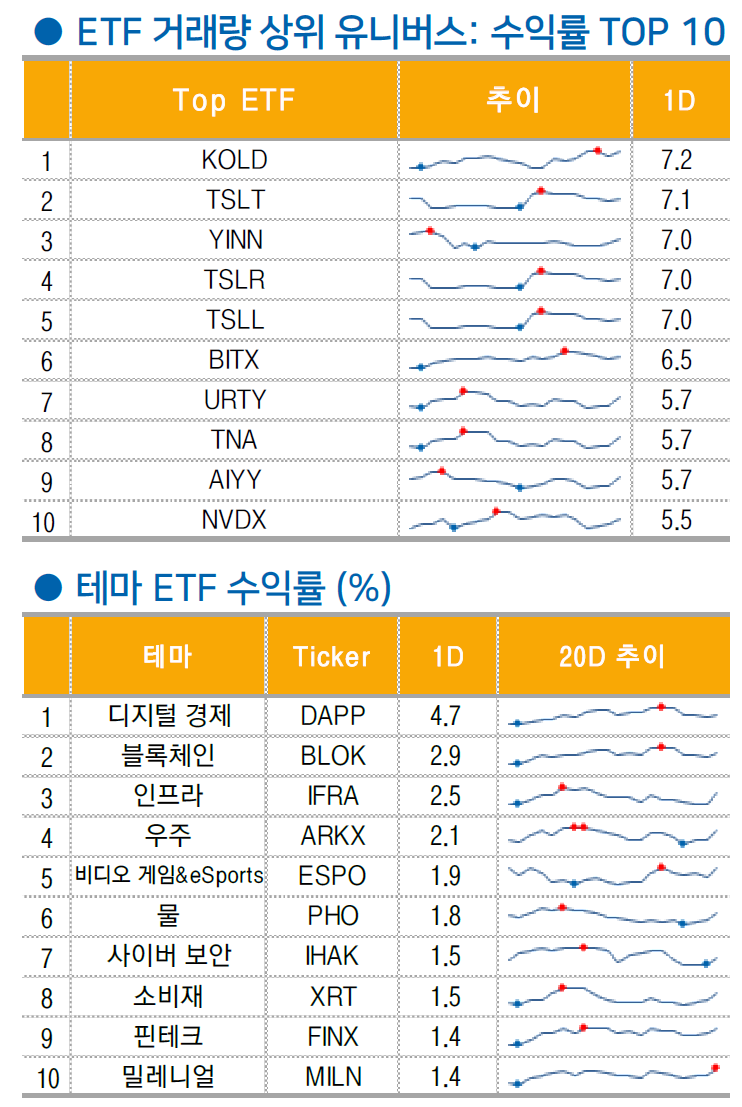 ● ETF 거래량 상위 유니버스: 수익률 TOP 10
Top ETF 추이 1D
1 KOLD 7.2
2 TSLT 7.1
3 YINN 7.0
4 TSLR 7.0
5 TSLL 7.0
6 BITX 6.5
7 URTY 5.7
8 TNA 5.7
9 AIYY 5.7
10 NVDX 5.5
● 테마 ETF 수익률 (%)
테마 Ticker 1D 20D 추이
1 디지털 경제 DAPP 4.7
2 블록체인 BLOK 2.9
3 인프라 IFRA 2.5
4 우주 ARKX 2.1
5 비디오 게임&eSports ESPO 1.9
6 물 PHO 1.8
7 사이버 보안 IHAK 1.5
8 소비재 XRT 1.5
9 핀테크 FINX 1.4
10 밀레니얼 MILN 1.4